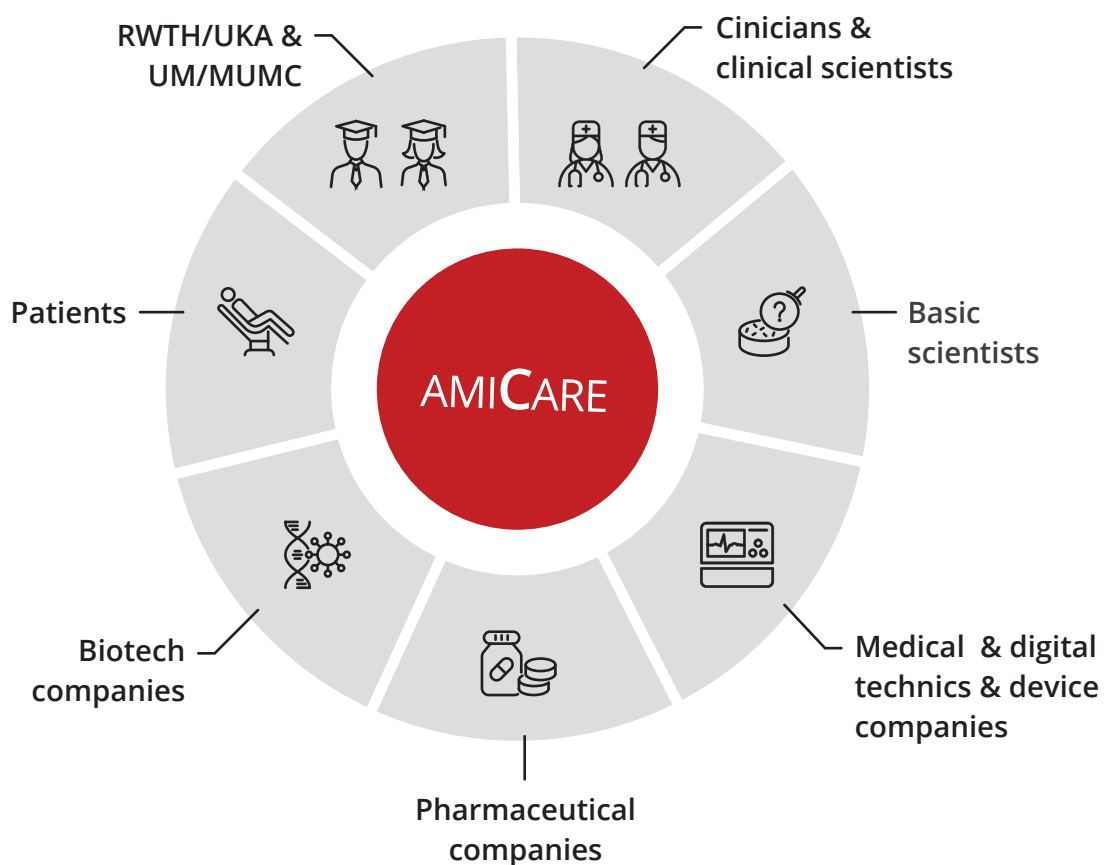 RWTH/UKA &
UM/MUMC
Cinicians &
clinical scientists
Patients
Basic
scientists
?
AMICARE
Biotech
companies
Medical & digital
technics & device
companies
Pharmaceutical
companies